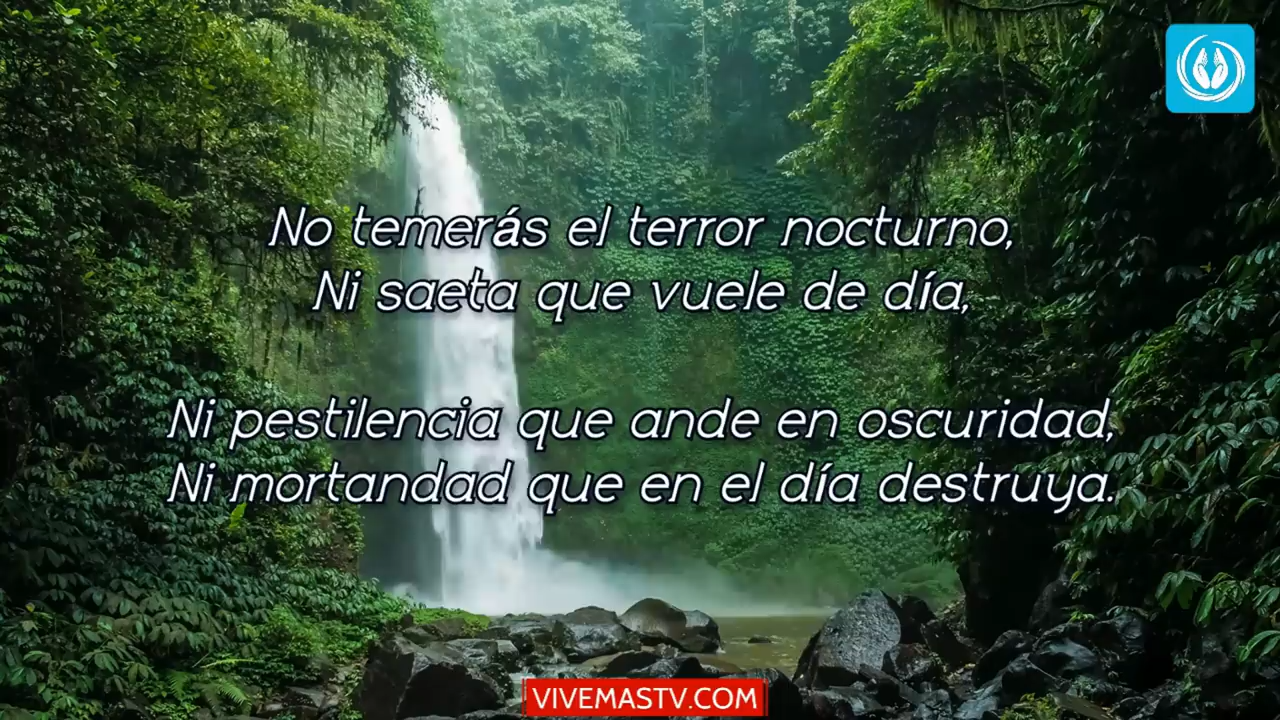 No temerás el terror nocturno,
Ni saeta que vuele de día,
Ni pestilencia que ande en oscuridad,
Ni mortandad que en el día destruya.
VIVEMASTV.COM